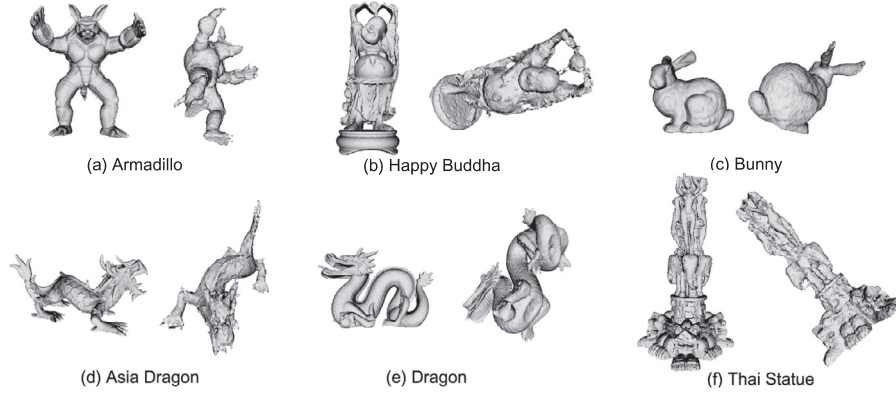 (a) Armadillo
(b) Happy Buddha
(c) Bunny
(d) Asia Dragon
(e) Dragon
(f) Thai Statue